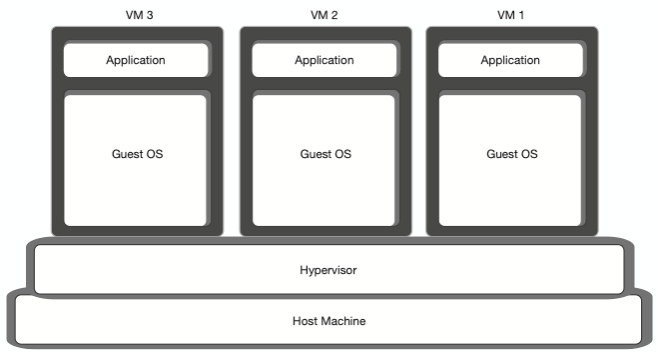 VM 3
VM 2
VM 1
Application
Application
Application
Guest OS
Guest OS
Guest OS
Hypervisor
Host Machine